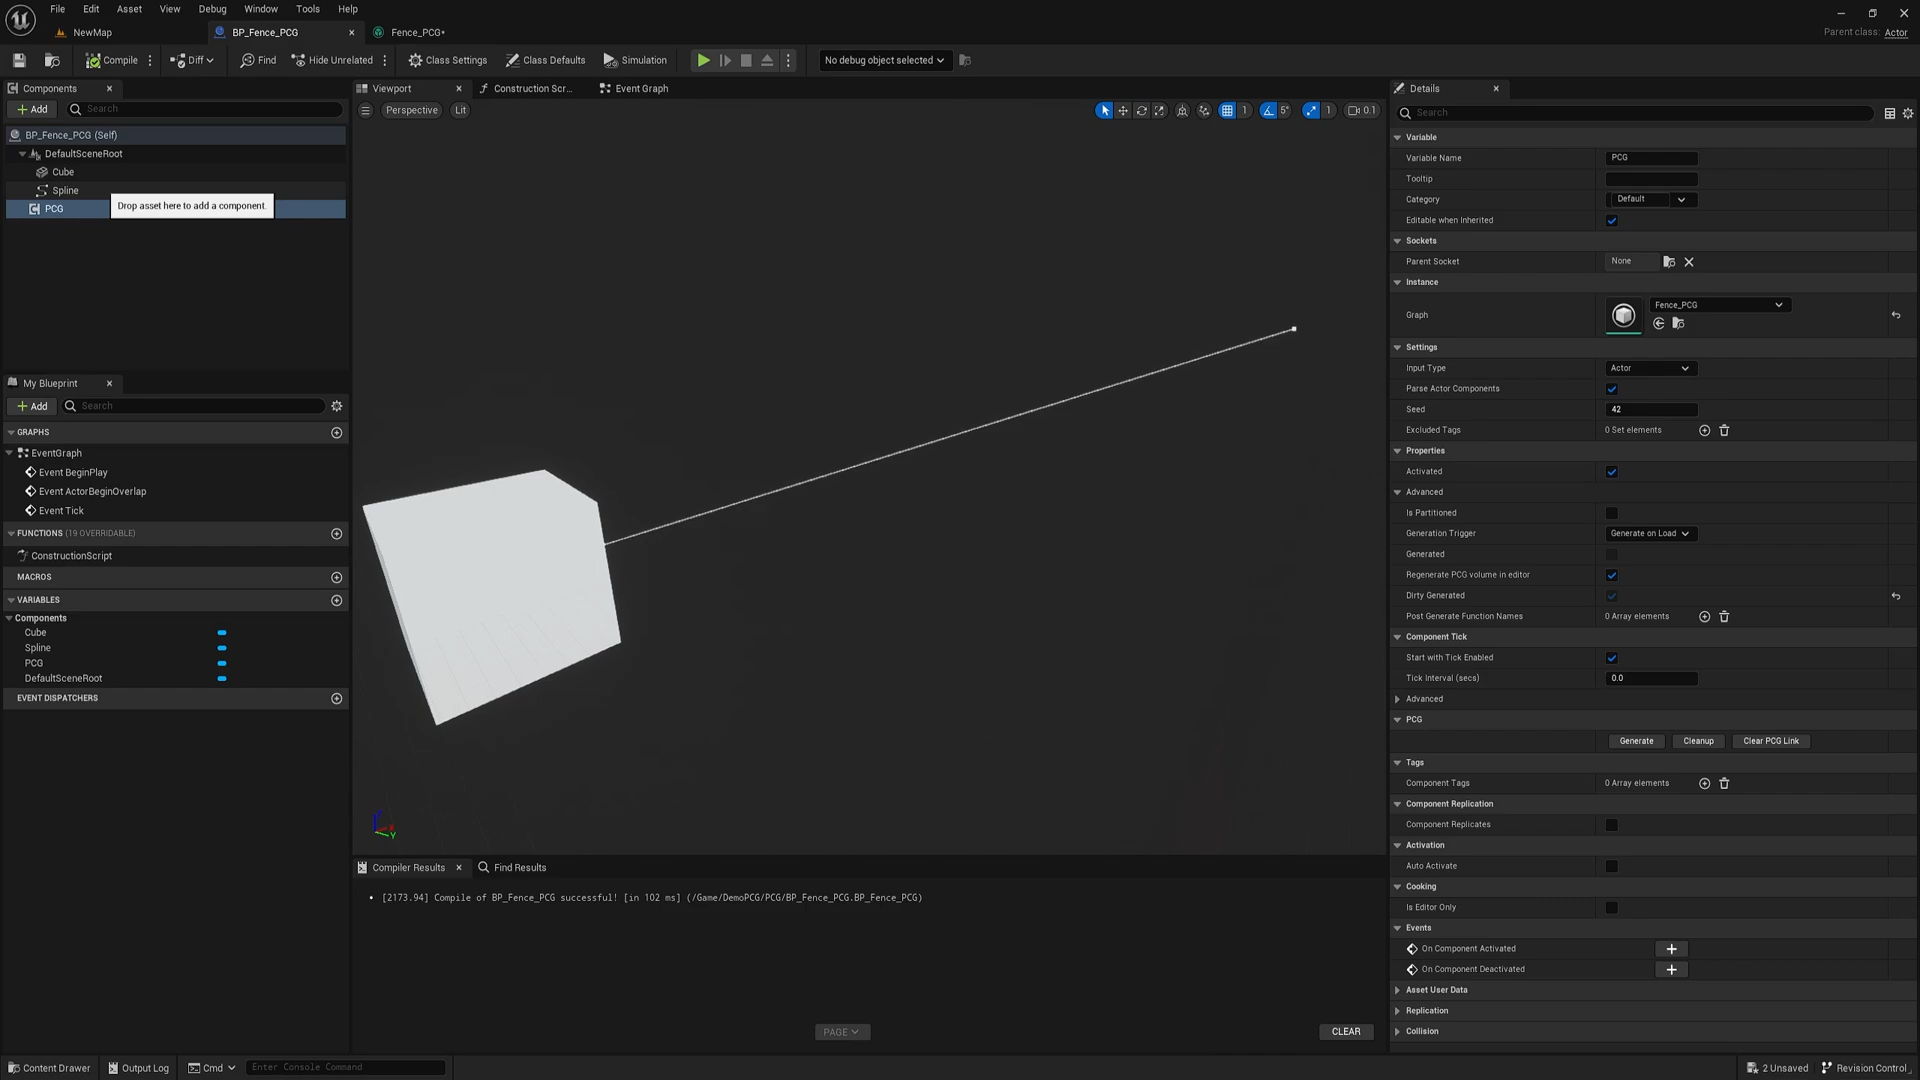 File Edit Asset View Debug Window Tools Help
NewMap BP_Fence_PCG Fence_PCG*
Parent class: Actor
Compile Diff Find Hide Unrelated Class Settings Class Defaults Simulation No debug object selected
Components
Add Search
BP_Fence_PCG (Self)
DefaultSceneRoot
Cube
Spline
PCG
Drop asset here to add a component.
My Blueprint
Add Search
GRAPHS
EventGraph
Event BeginPlay
Event ActorBeginOverlap
Event Tick
FUNCTIONS (19 OVERRIDABLE)
ConstructionScript
MACROS
VARIABLES
Components
Cube
Spline
PCG
DefaultSceneRoot
EVENT DISPATCHERS
Viewport Construction Scr... Event Graph
Perspective Lit 1 5° 1 0.1
X
Y
Compiler Results Find Results
• [2173.94] Compile of BP_Fence_PCG successful! [in 102 ms] (/Game/DemoPCG/PCG/BP_Fence_PCG.BP_Fence_PCG)
PAGE CLEAR
Details
Search
Variable
Variable Name PCG
Tooltip
Category Default
Editable when Inherited
Sockets
Parent Socket None
Instance
Graph Fence_PCG
Settings
Input Type Actor
Parse Actor Components
Seed 42
Excluded Tags 0 Set elements
Properties
Activated
Advanced
Is Partitioned
Generation Trigger Generate on Load
Generated
Regenerate PCG volume in editor
Dirty Generated
Post Generate Function Names 0 Array elements
Component Tick
Start with Tick Enabled
Tick Interval (secs) 0.0
Advanced
PCG
Generate Cleanup Clear PCG Link
Tags
Component Tags 0 Array elements
Component Replication
Component Replicates
Activation
Auto Activate
Cooking
Is Editor Only
Events
On Component Activated
On Component Deactivated
Asset User Data
Replication
Collision
Content Drawer Output Log Cmd Enter Console Command 2 Unsaved Revision Control